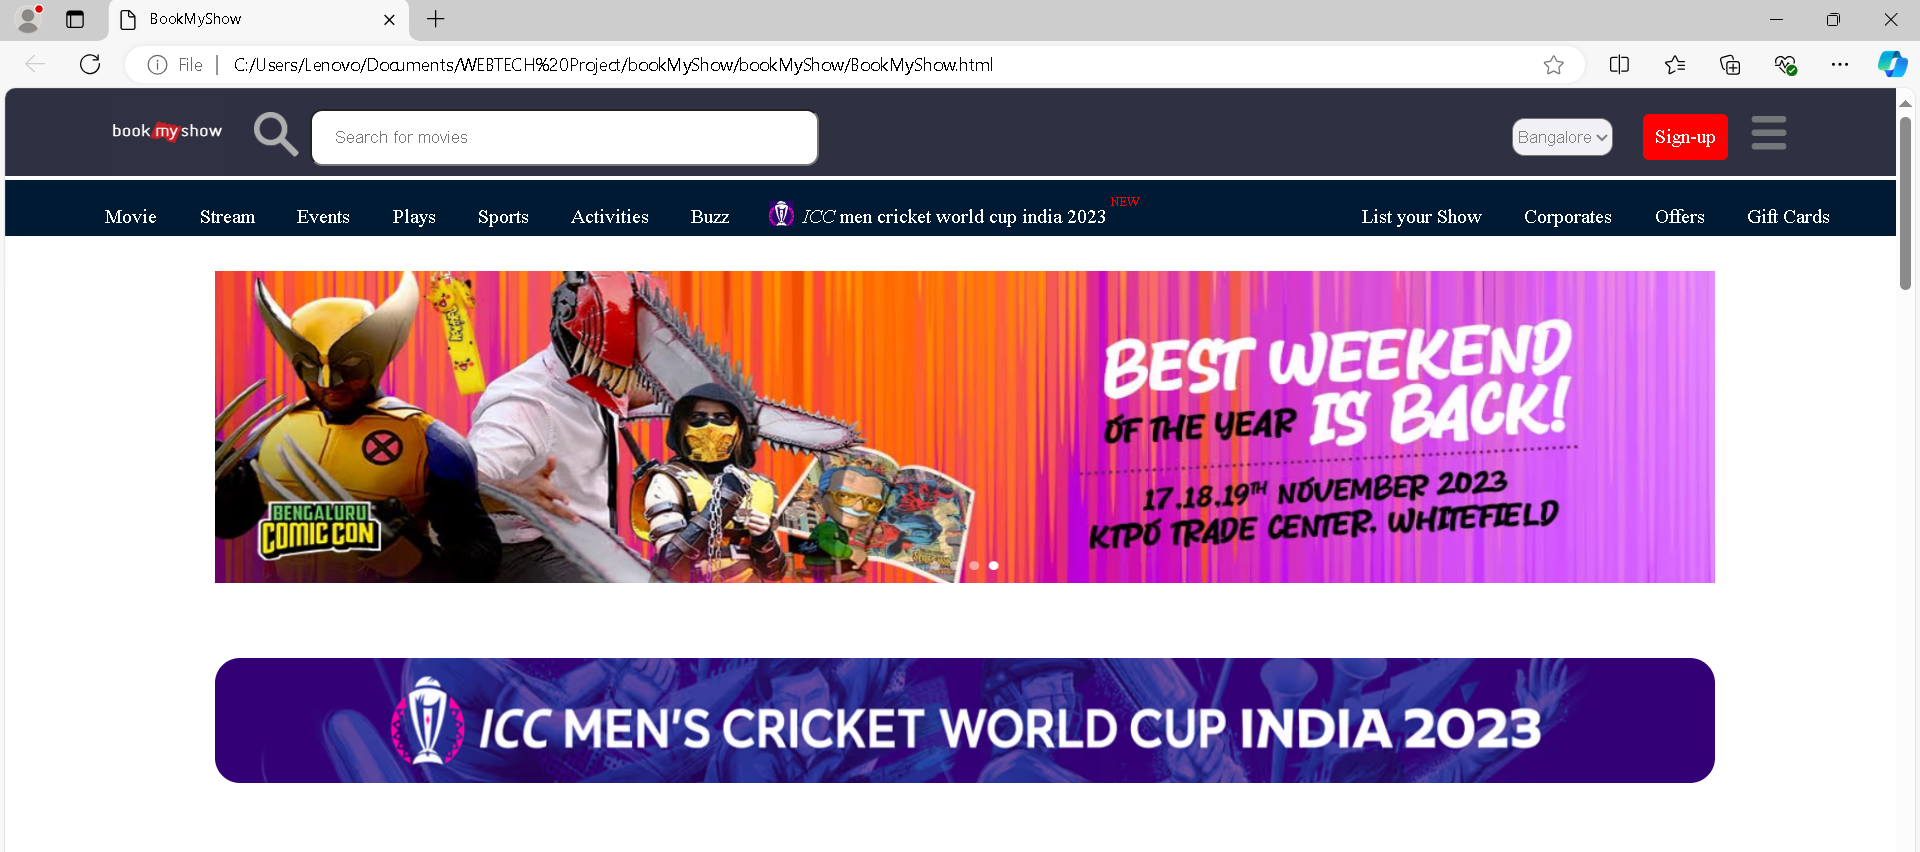 BookMyShow
File
C:/Users/Lenovo/Documents/WEBTECH%20Project/bookMyShow/bookMyShow/BookMyShow.html
book my show
Search for movies
Bangalore
Sign-up
Movie
Stream
Events
Plays
Sports
Activities
Buzz
ICC men cricket world cup india 2023
NEW
List your Show
Corporates
Offers
Gift Cards
BEST WEEKEND
OF THE YEAR IS BACK!
17,18,19TH NOVEMBER 2023
KTPO TRADE CENTER, WHITEFIELD
BENGALURU
COMIC CON
ICC MEN'S CRICKET WORLD CUP INDIA 2023